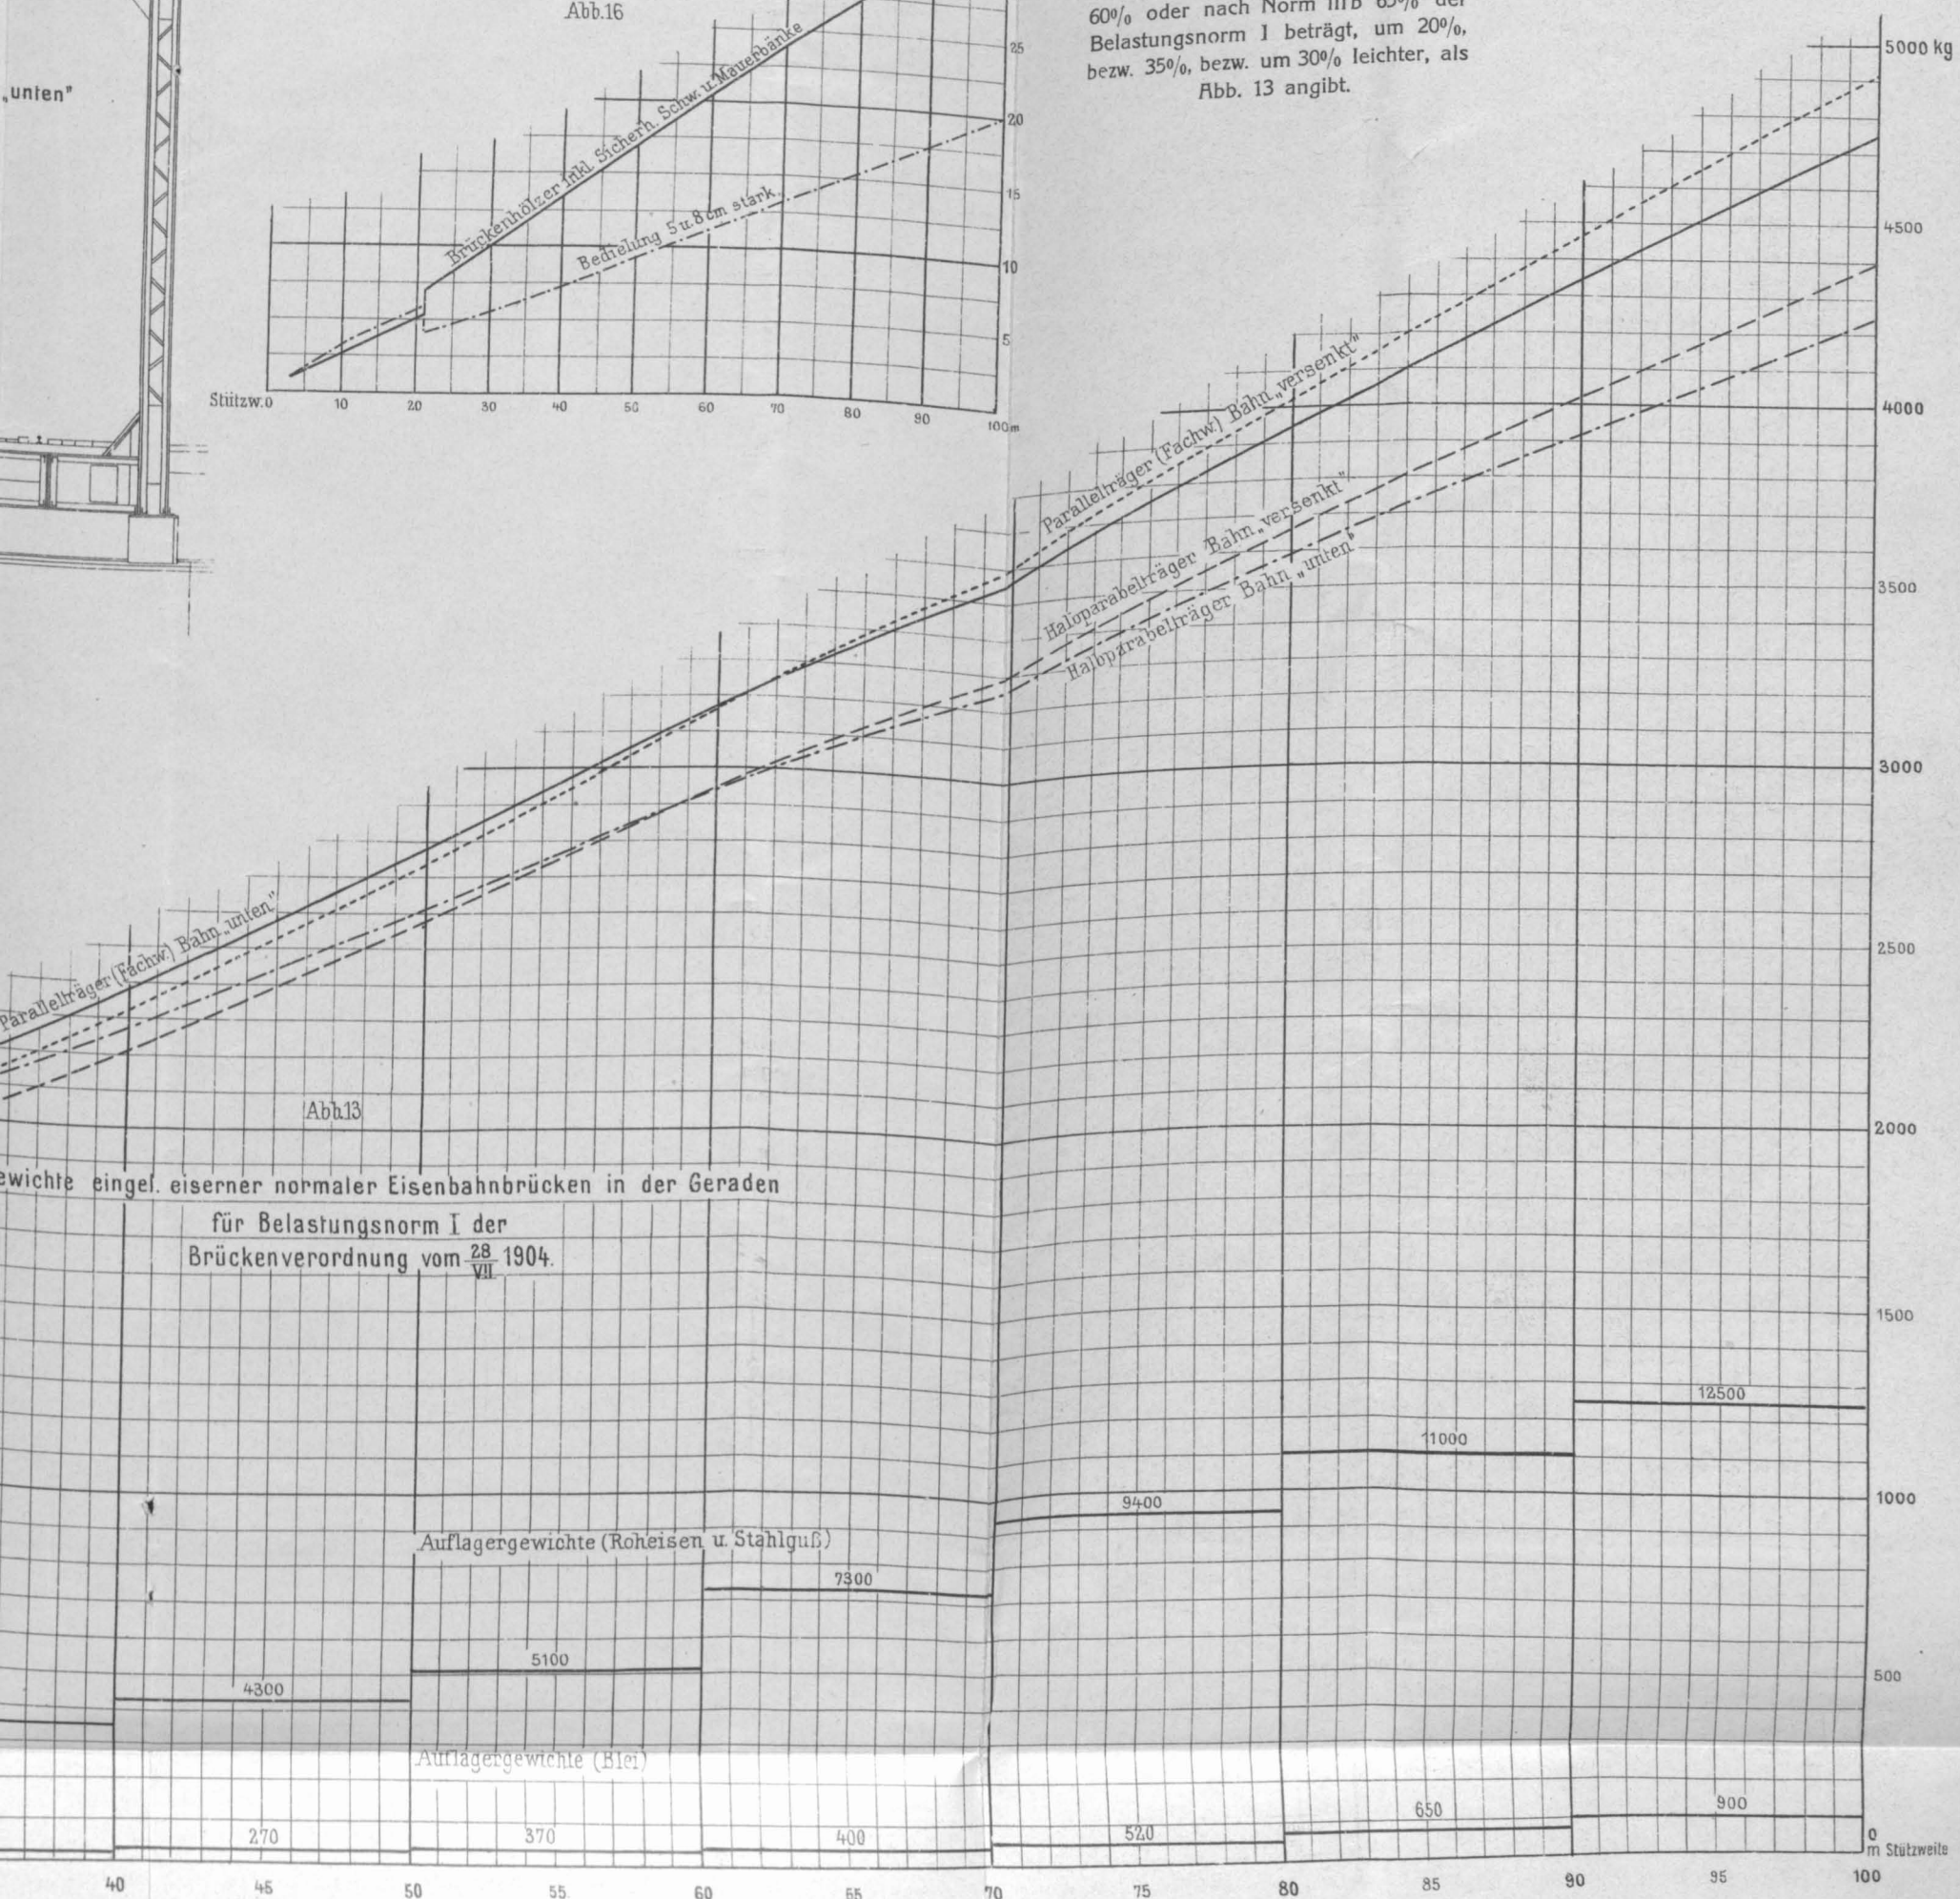 „unten"
Abb.16
60% oder nach Norm IIIb 65% der
Belastungsnorm I beträgt, um 20%,
bezw. 35%, bezw. um 30% leichter, als
Abb. 13 angibt.
25
20
15
10
5
Brückenhölzer inkl. Sicherh. Schw. u. Mauerbänke
Bedielung 5 u. 8 cm stark.
Stützw. 0 10 20 30 40 50 60 70 80 90 100 m
5000 kg
4500
4000
3500
3000
2500
2000
1500
1000
500
0
Parallelträger (Fachw.) Bahn „versenkt"
Halbparabelträger Bahn „versenkt"
Halbparabelträger Bahn „unten"
Parallelträger (Fachw.) Bahn „unten"
Abb.13
ewichte eingel. eiserner normaler Eisenbahnbrücken in der Geraden
für Belastungsnorm I der
Brückenverordnung vom 28/VIII 1904.
12500
11000
9400
Auflagergewichte (Roheisen u. Stahlguß)
7300
5100
4300
Auflagergewichte (Blei)
270 370 400 520 650 900
m Stützweite
40 45 50 55 60 65 70 75 80 85 90 95 100